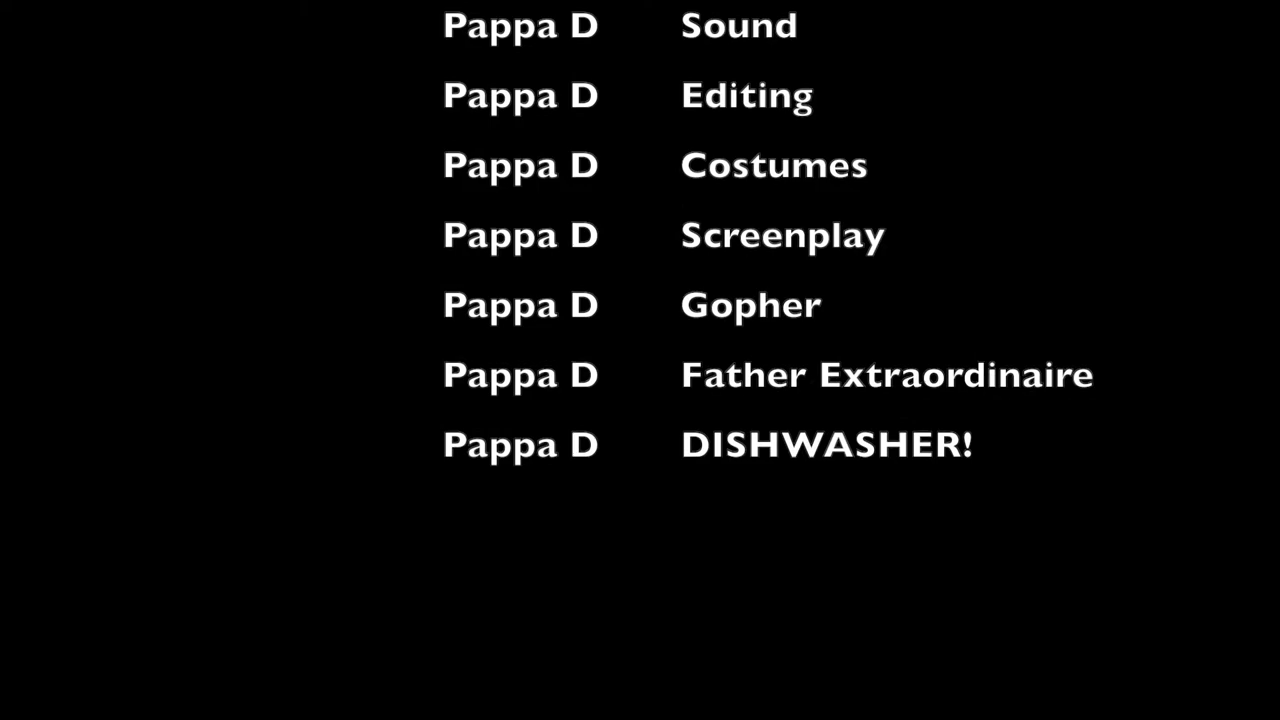 Pappa D Sound
Pappa D Editing
Pappa D Costumes
Pappa D Screenplay
Pappa D Gopher
Pappa D Father Extraordinaire
Pappa D DISHWASHER!